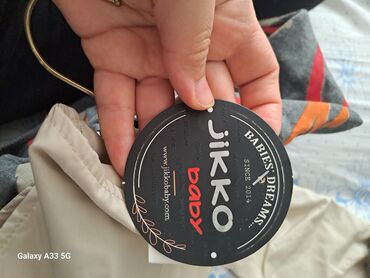 BABIES' DREAMS..
SINCE 2014
jikko
baby
www.jikkobaby.com
Galaxy A33 5G